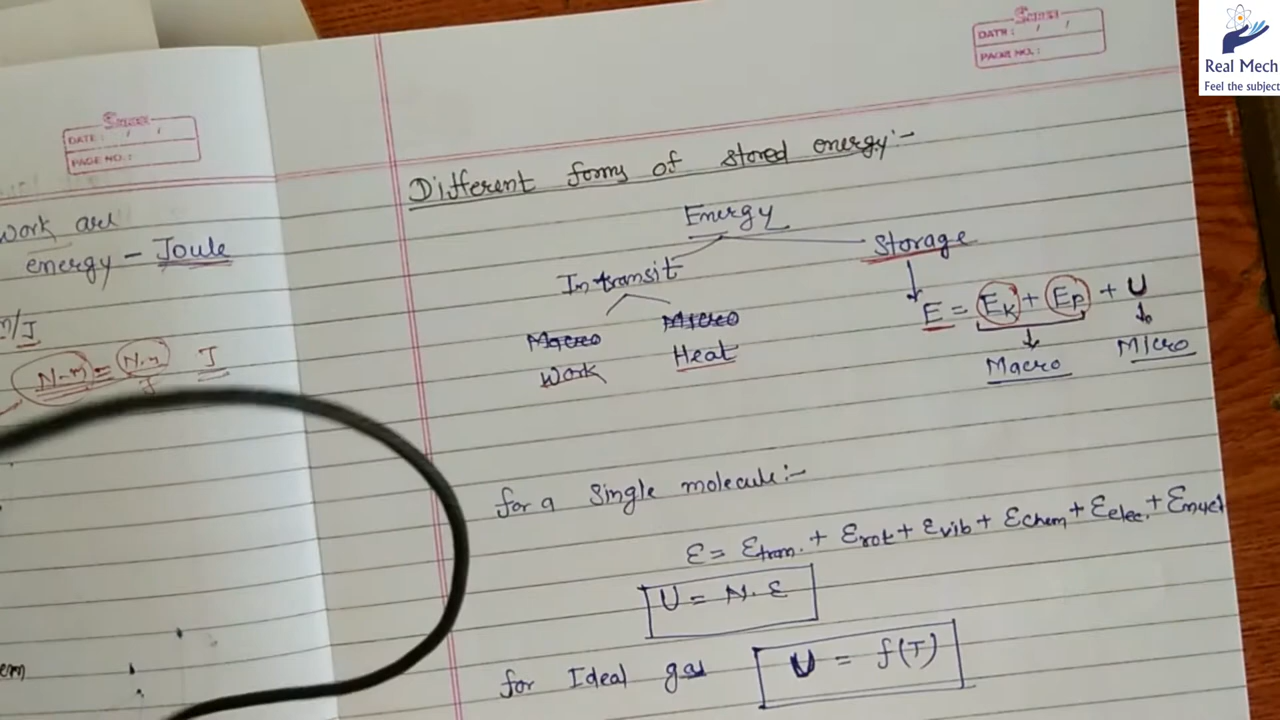 Real Mech
Feel the subject
DATE: / /
PAGE NO.:
work are
energy - Joule
m/J
N-m = N.m/J J
em
DATE: / /
PAGE NO.:
Different forms of stored energy:-
Energy
In transit
Storage
Macro Micro
Work Heat
E = EK + EP + U
Macro Micro
for a single molecule:-
ε = εtran. + εrot + εvib + εchem + εelec. + εnucl
U = N. ε
for Ideal gas U = f(T)